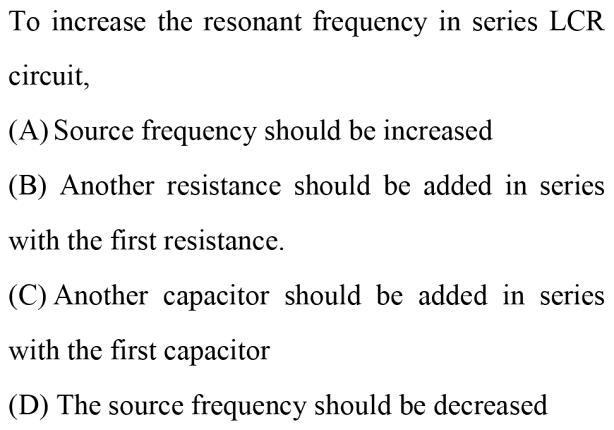 To increase the resonant frequency in series LCR
circuit,
(A) Source frequency should be increased
(B) Another resistance should be added in series
with the first resistance.
(C) Another capacitor should be added in series
with the first capacitor
(D) The source frequency should be decreased